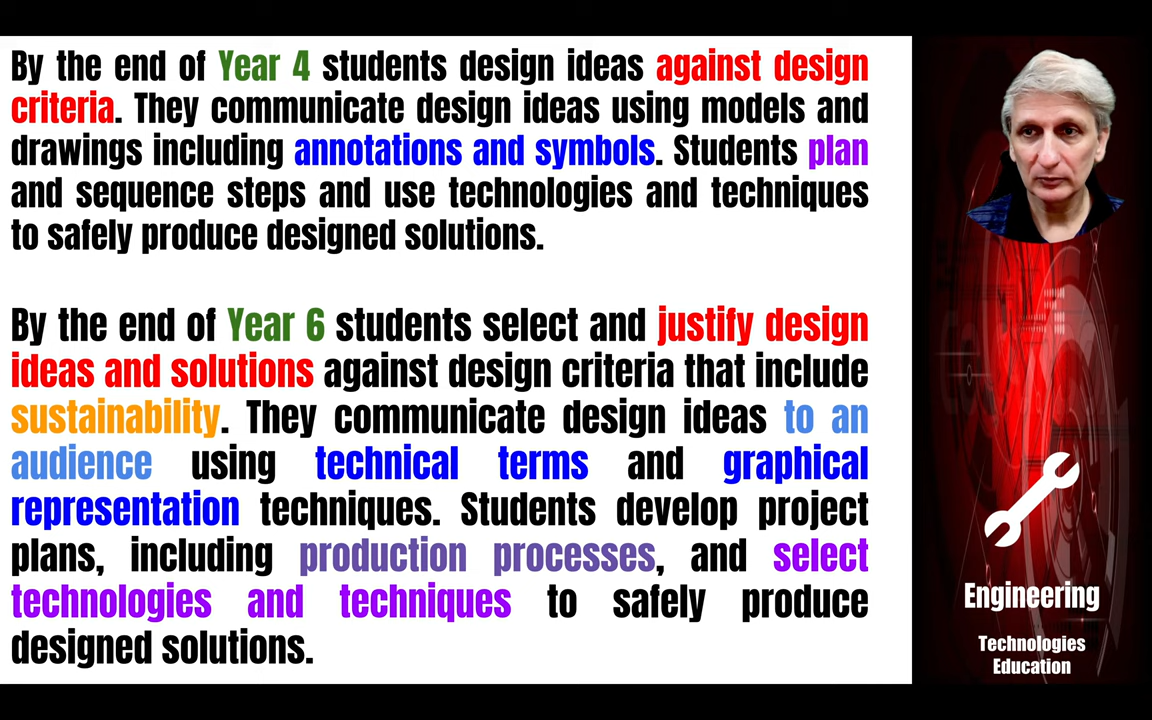 By the end of Year 4 students design ideas against design
criteria. They communicate design ideas using models and
drawings including annotations and symbols. Students plan
and sequence steps and use technologies and techniques
to safely produce designed solutions.
By the end of Year 6 students select and justify design
ideas and solutions against design criteria that include
sustainability. They communicate design ideas to an
audience using technical terms and graphical
representation techniques. Students develop project
plans, including production processes, and select
technologies and techniques to safely produce
designed solutions.
Engineering
Technologies
Education